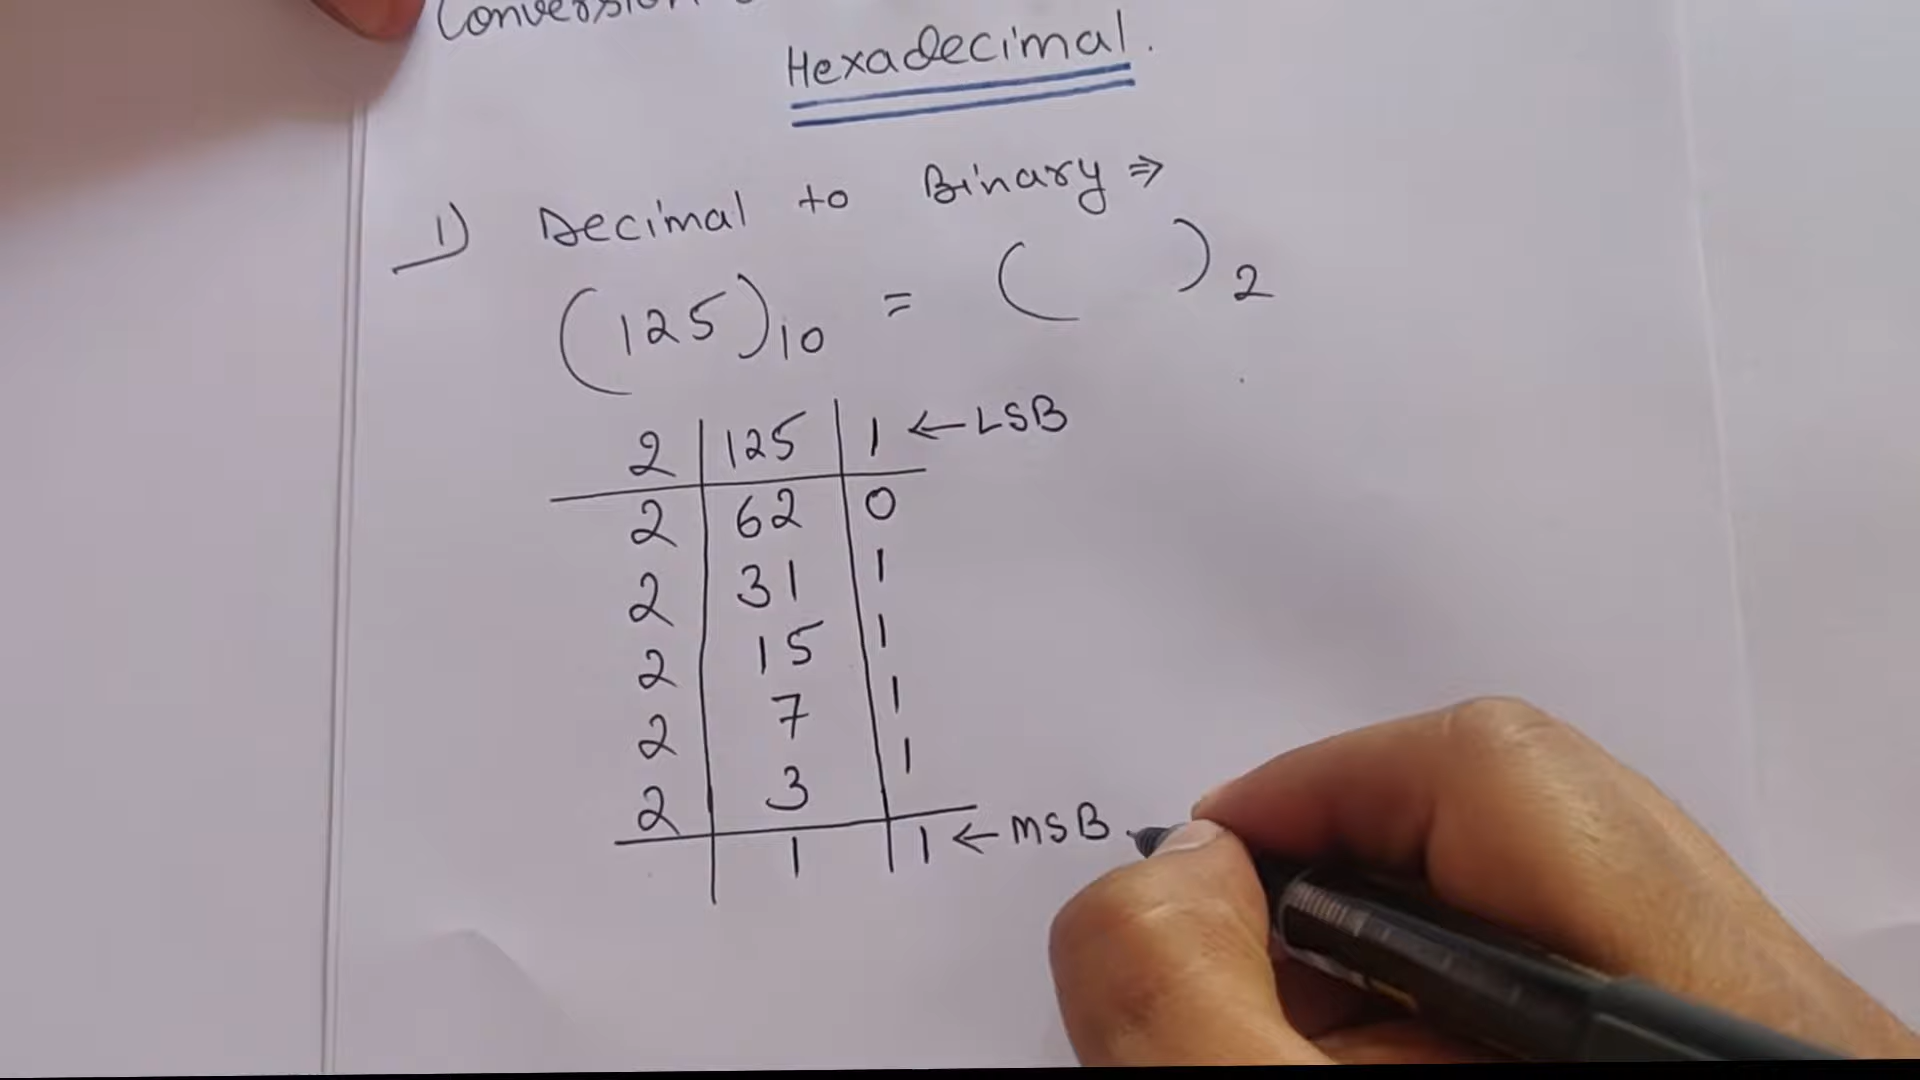 Conversion
Hexadecimal.
1) Decimal to Binary ⇒
(125)10 = ( )2
2 | 125 | 1 ← LSB
2 | 62 | 0
2 | 31 | 1
2 | 15 | 1
2 | 7 | 1
2 | 3 | 1
1 | 1 ← MSB.